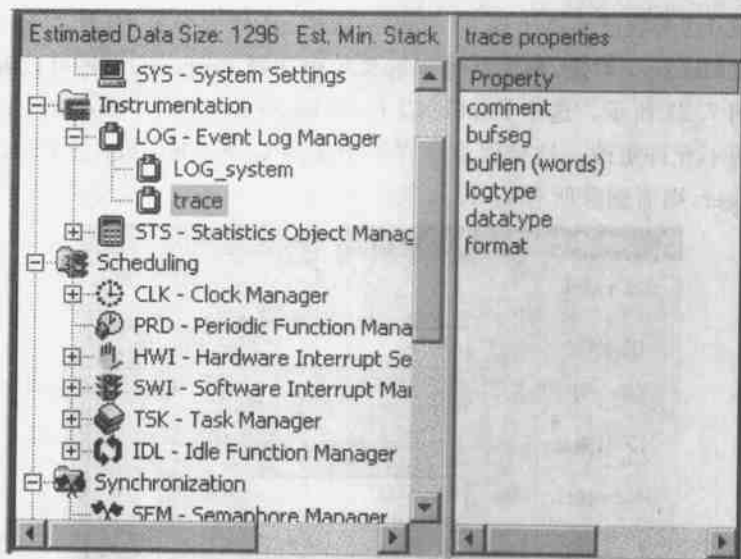 Estimated Data Size: 1296 Est. Min. Stack
SYS - System Settings
Instrumentation
LOG - Event Log Manager
LOG_system
trace
STS - Statistics Object Manag
Scheduling
CLK - Clock Manager
PRD - Periodic Function Mana
HWI - Hardware Interrupt Se
SWI - Software Interrupt Mar
TSK - Task Manager
IDL - Idle Function Manager
Synchronization
SEM - Semaphore Manager
trace properties
Property
comment
bufseg
buflen (words)
logtype
datatype
format